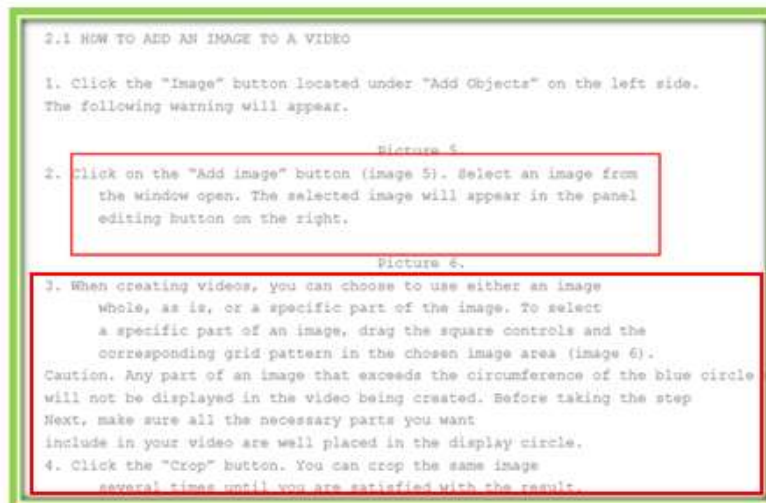 2.1 HOW TO ADD AN IMAGE TO A VIDEO
1. Click the "Image" button located under "Add Objects" on the left side.
The following warning will appear.
Picture 5
2. Click on the "Add image" button (image 5). Select an image from
the window open. The selected image will appear in the panel
editing button on the right.
Picture 6.
3. When creating videos, you can choose to use either an image
whole, as is, or a specific part of the image. To select
a specific part of an image, drag the square controls and the
corresponding grid pattern in the chosen image area (image 6).
Caution. Any part of an image that exceeds the circumference of the blue circle
will not be displayed in the video being created. Before taking the step
Next, make sure all the necessary parts you want
include in your video are well placed in the display circle.
4. Click the "Crop" button. You can crop the same image
several times until you are satisfied with the result.